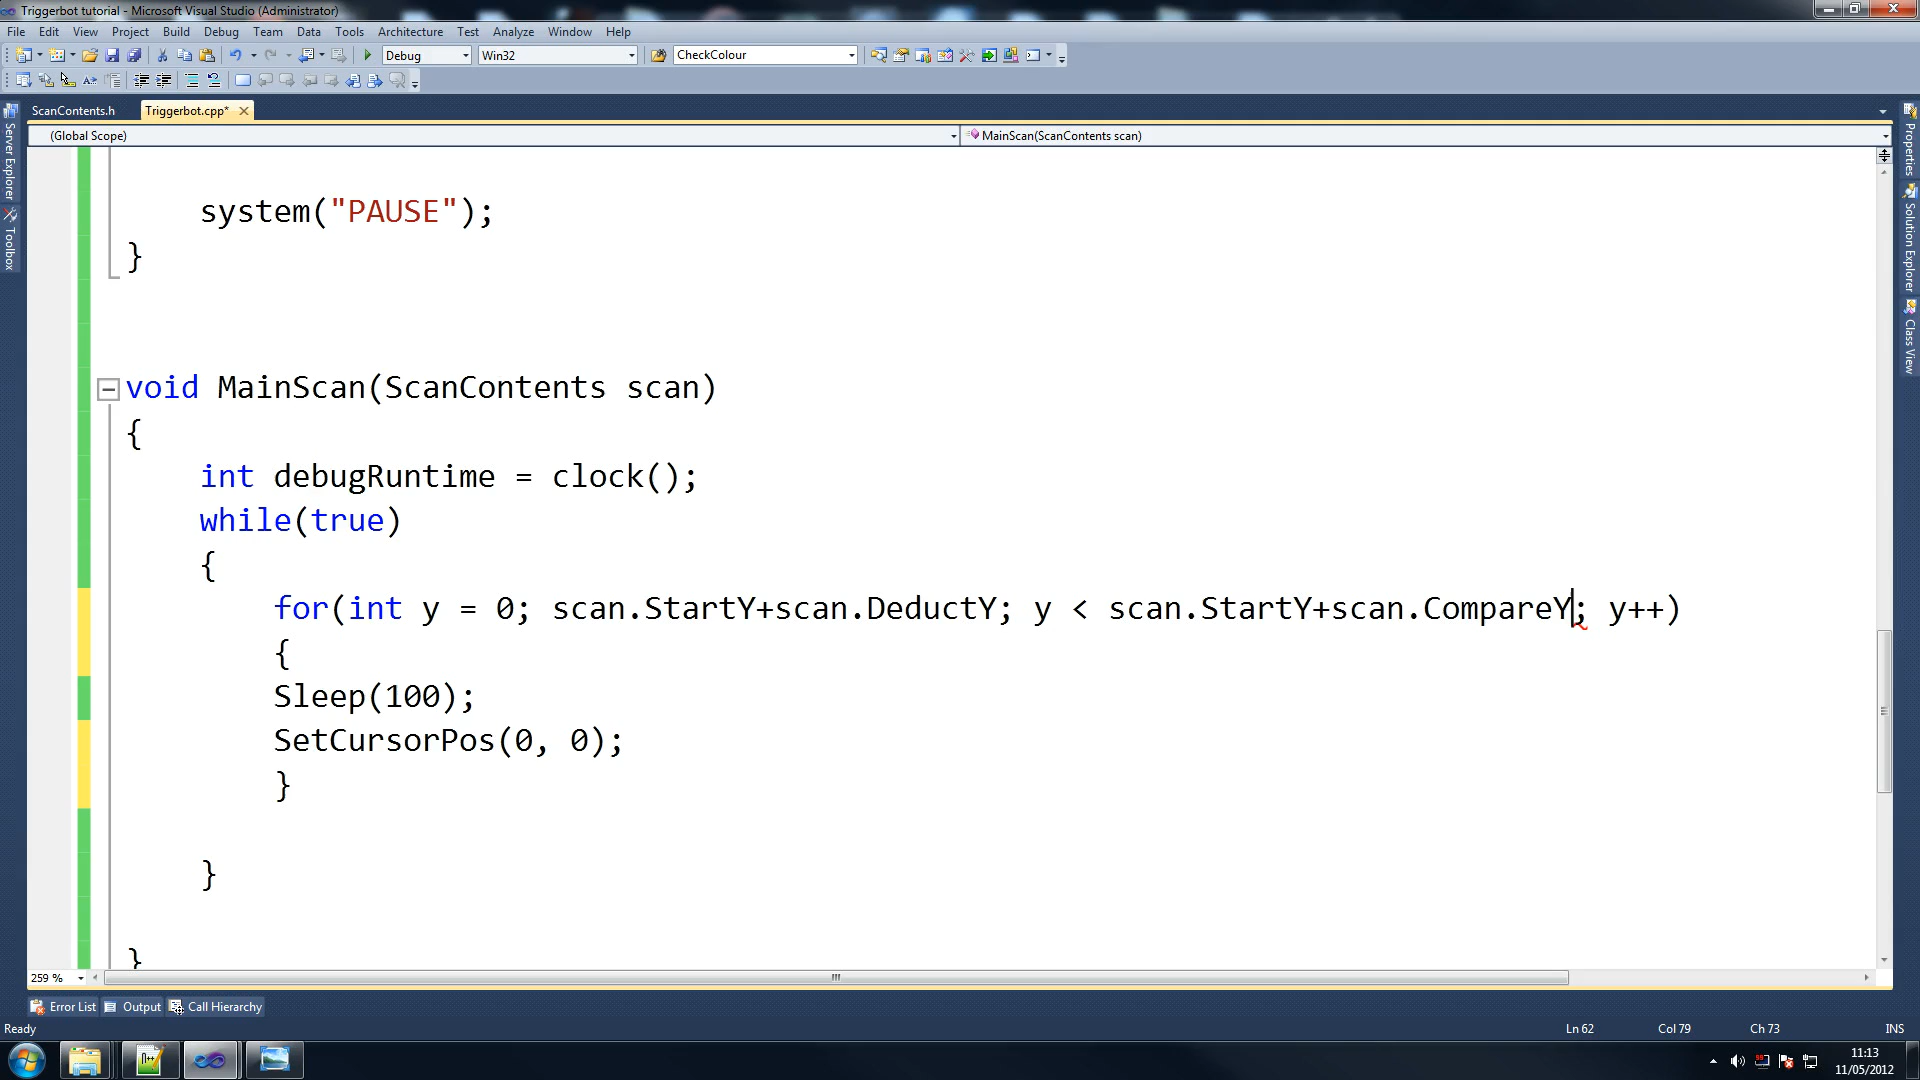 Triggerbot tutorial - Microsoft Visual Studio (Administrator)
File Edit View Project Build Debug Team Data Tools Architecture Test Analyze Window Help
Debug Win32 CheckColour
ScanContents.h Triggerbot.cpp*
(Global Scope) MainScan(ScanContents scan)
Server Explorer
Toolbox
Properties
Solution Explorer
Class View
system("PAUSE");
}
void MainScan(ScanContents scan)
{
int debugRuntime = clock();
while(true)
{
for(int y = 0; scan.StartY+scan.DeductY; y < scan.StartY+scan.CompareY; y++)
{
Sleep(100);
SetCursorPos(0, 0);
}
}
}
259 %
Error List Output Call Hierarchy
Ready Ln 62 Col 79 Ch 73 INS
11:13
11/05/2012